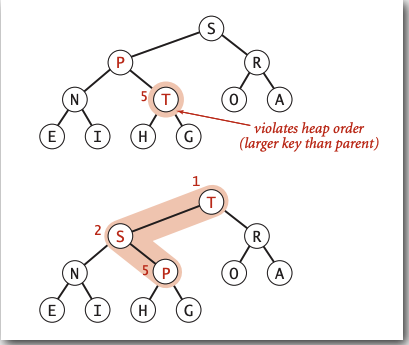 S
P R
N 5 T O A
E I H G
violates heap order
(larger key than parent)
1
T
2 S R
N 5 P O A
E I H G